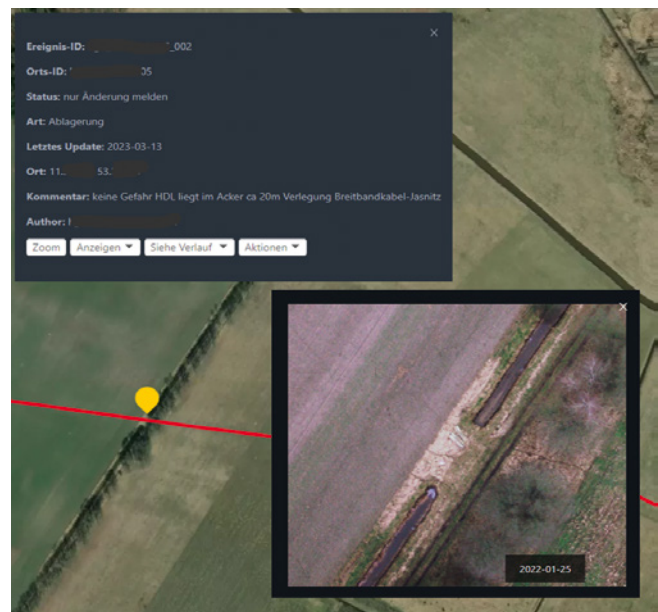 Ereignis-ID: _002
Orts-ID: 05
Status: nur Änderung melden
Art: Ablagerung
Letztes Update: 2023-03-13
Ort: 11. 53.
Kommentar: keine Gefahr HDL liegt im Acker ca 20m Verlegung Breitbandkabel-Jasnitz
Author:
Zoom Anzeigen Siehe Verlauf Aktionen
2022-01-25